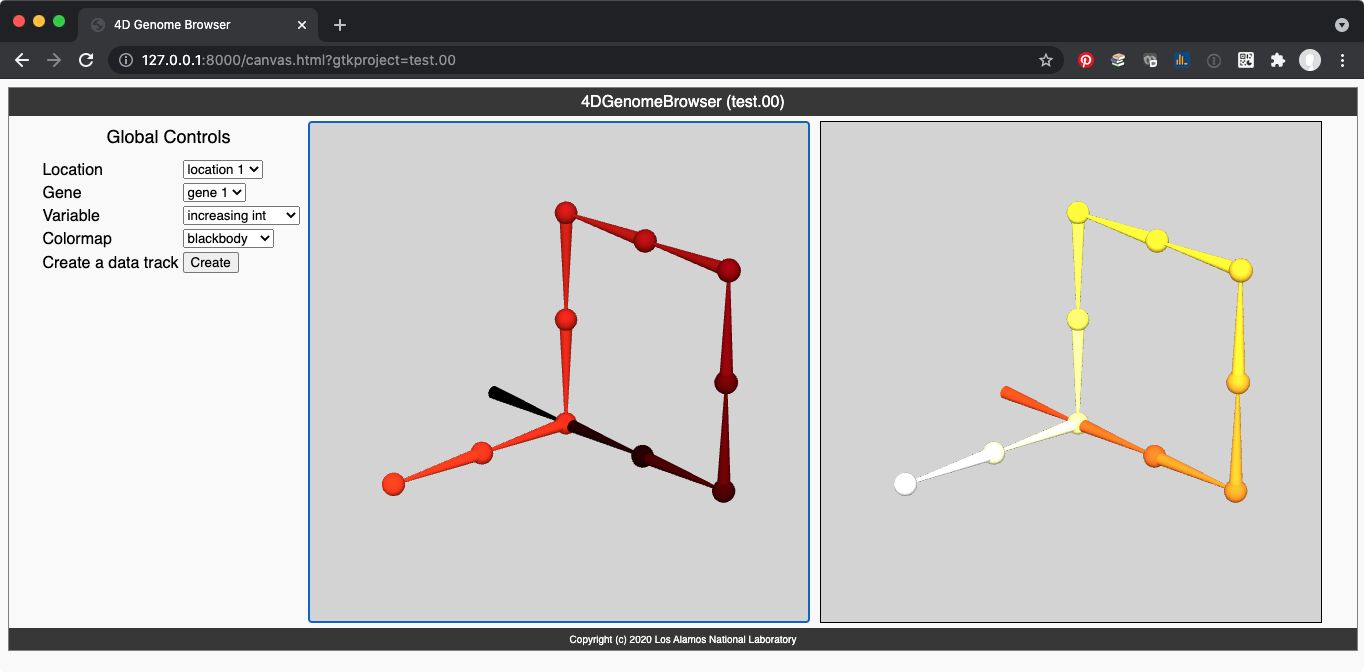 4D Genome Browser
127.0.0.1:8000/canvas.html?gtkproject=test.00
4DGenomeBrowser (test.00)
Global Controls
Location location 1
Gene gene 1
Variable increasing int
Colormap blackbody
Create a data track Create
Copyright (c) 2020 Los Alamos National Laboratory